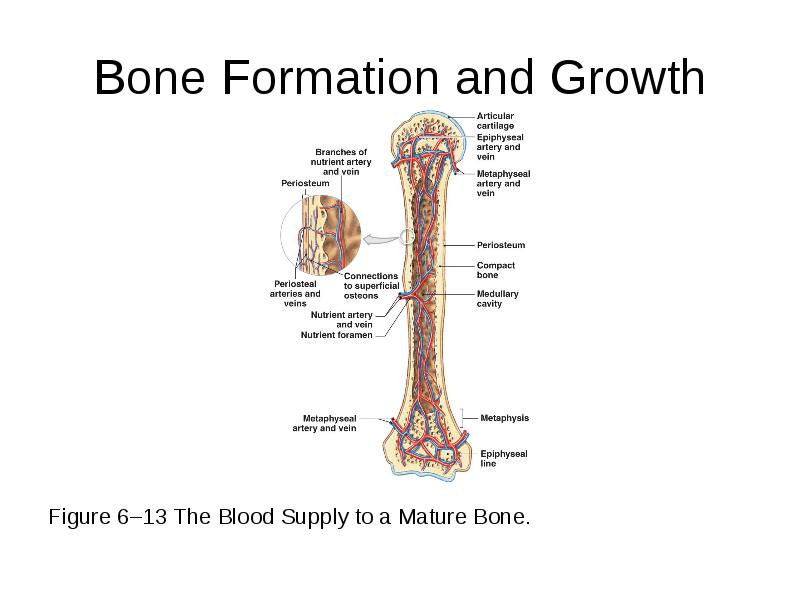 Bone Formation and Growth
Articular
cartilage
Epiphyseal
artery and
vein
Branches of
nutrient artery
and vein
Periosteum
Metaphyseal
artery and
vein
Periosteum
Compact
bone
Medullary
cavity
Periosteal
arteries and
veins
Connections
to superficial
osteons
Nutrient artery
and vein
Nutrient foramen
Metaphyseal
artery and vein
Metaphysis
Epiphyseal
line
Figure 6–13 The Blood Supply to a Mature Bone.